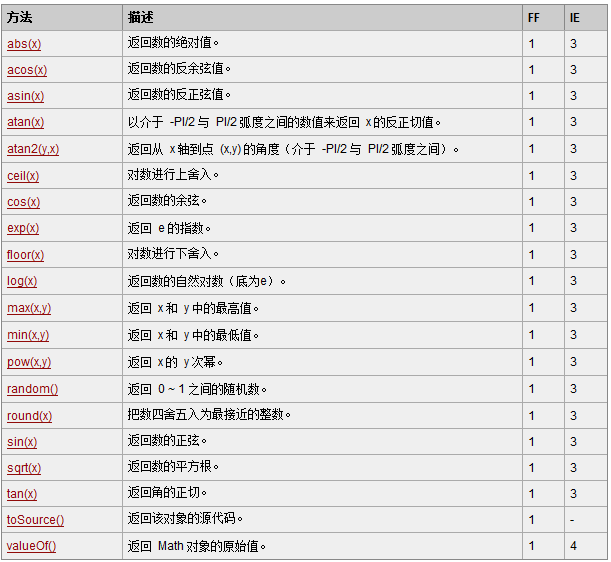 方法 描述 FF IE
abs(x) 返回数的绝对值。 1 3
acos(x) 返回数的反余弦值。 1 3
asin(x) 返回数的反正弦值。 1 3
atan(x) 以介于 -PI/2 与 PI/2 弧度之间的数值来返回 x 的反正切值。 1 3
atan2(y,x) 返回从 x 轴到点 (x,y) 的角度（介于 -PI/2 与 PI/2 弧度之间）。 1 3
ceil(x) 对数进行上舍入。 1 3
cos(x) 返回数的余弦。 1 3
exp(x) 返回 e 的指数。 1 3
floor(x) 对数进行下舍入。 1 3
log(x) 返回数的自然对数（底为e）。 1 3
max(x,y) 返回 x 和 y 中的最高值。 1 3
min(x,y) 返回 x 和 y 中的最低值。 1 3
pow(x,y) 返回 x 的 y 次幂。 1 3
random() 返回 0 ~ 1 之间的随机数。 1 3
round(x) 把数四舍五入为最接近的整数。 1 3
sin(x) 返回数的正弦。 1 3
sqrt(x) 返回数的平方根。 1 3
tan(x) 返回角的正切。 1 3
toSource() 返回该对象的源代码。 1 -
valueOf() 返回 Math 对象的原始值。 1 4